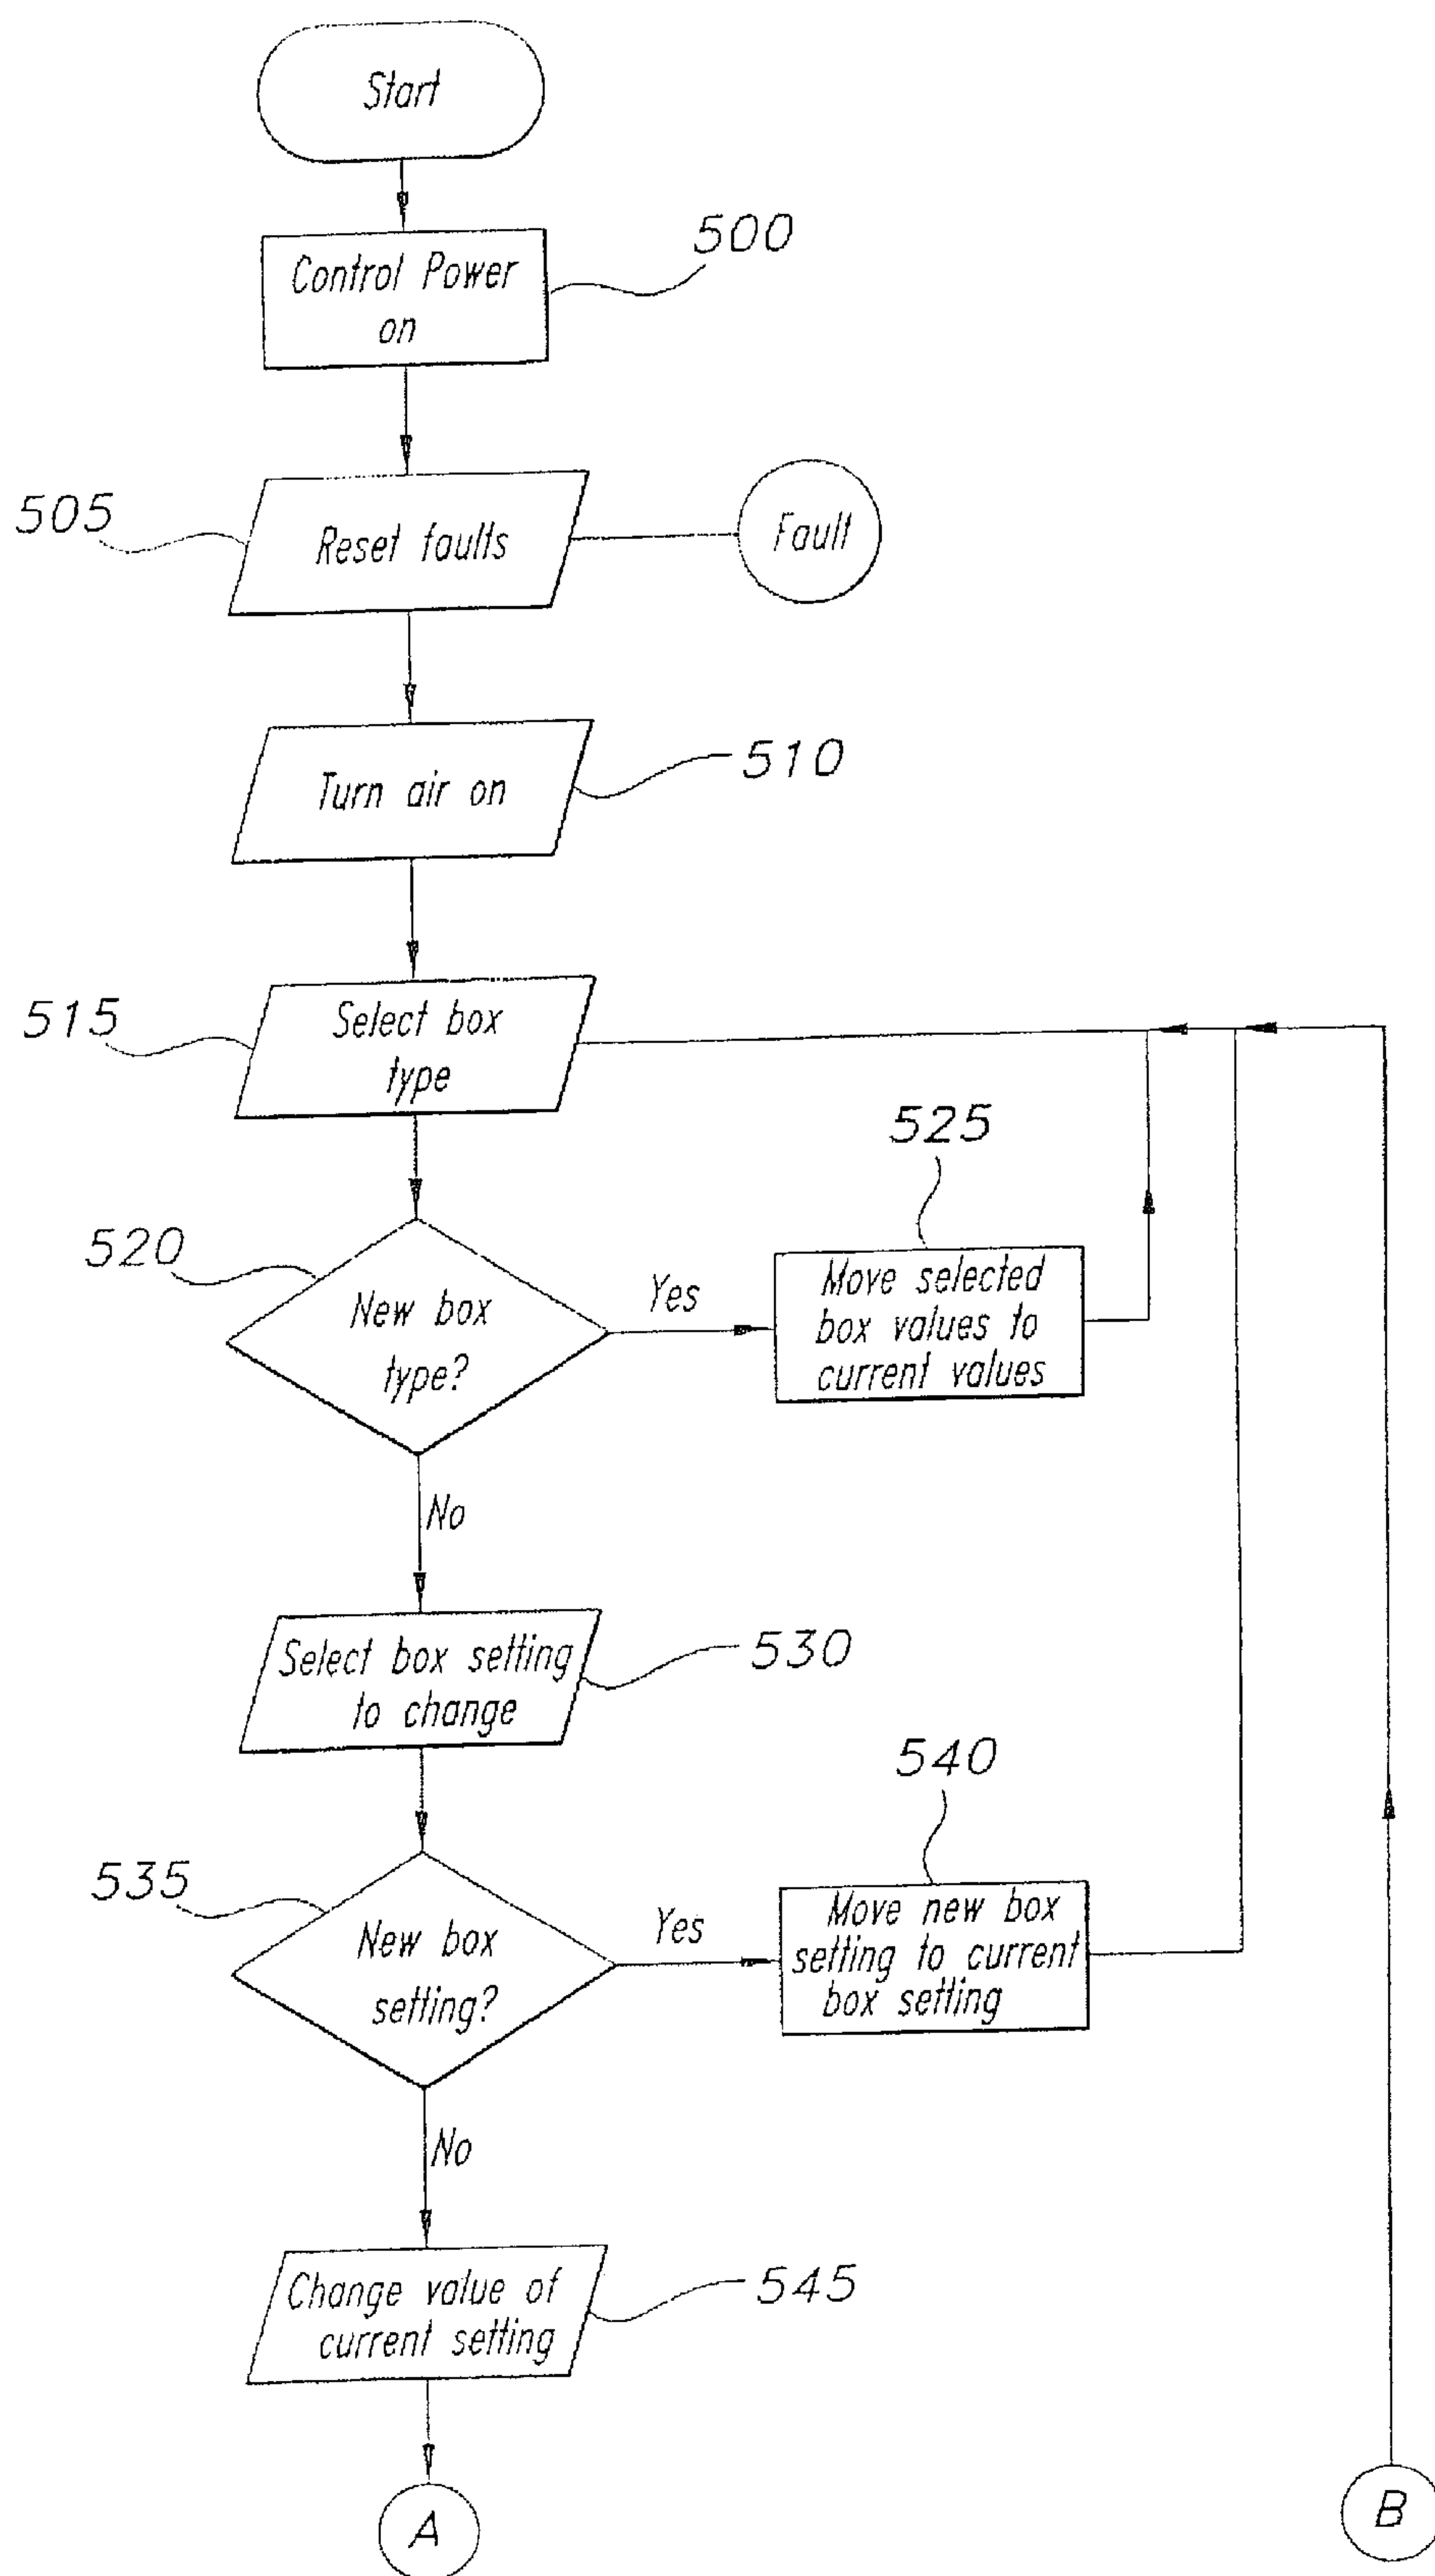 Start
500
Control Power
on
505
Reset faults
Fault
Turn air on
510
515
Select box
type
525
520
New box
type?
Yes
Move selected
box values to
current values
No
Select box setting
to change
530
540
535
New box
setting?
Yes
Move new box
setting to current
box setting
No
Change value of
current setting
545
A
B